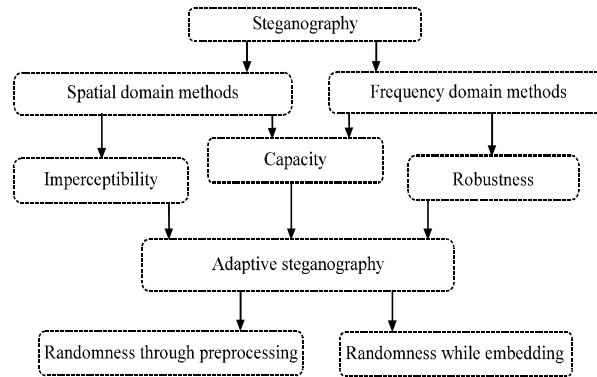 Steganography
Spatial domain methods
Frequency domain methods
Capacity
Imperceptibility
Robustness
Adaptive steganography
Randomness through preprocessing
Randomness while embedding